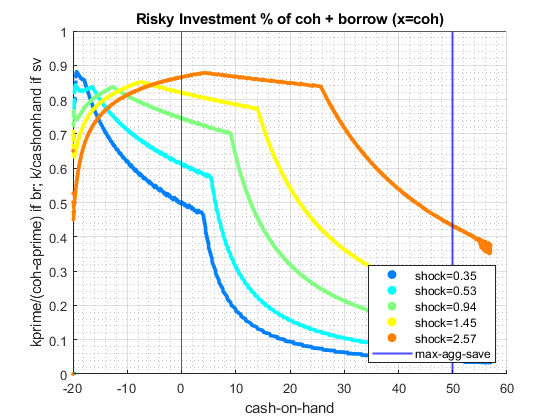 Risky Investment % of coh + borrow (x=coh)
kprime/(coh-aprime) if br; k/cashonhand if sv
1
0.9
0.8
0.7
0.6
0.5
0.4
0.3
0.2
0.1
0
shock=0.35
shock=0.53
shock=0.94
shock=1.45
shock=2.57
max-agg-save
-20 -10 0 10 20 30 40 50 60
cash-on-hand